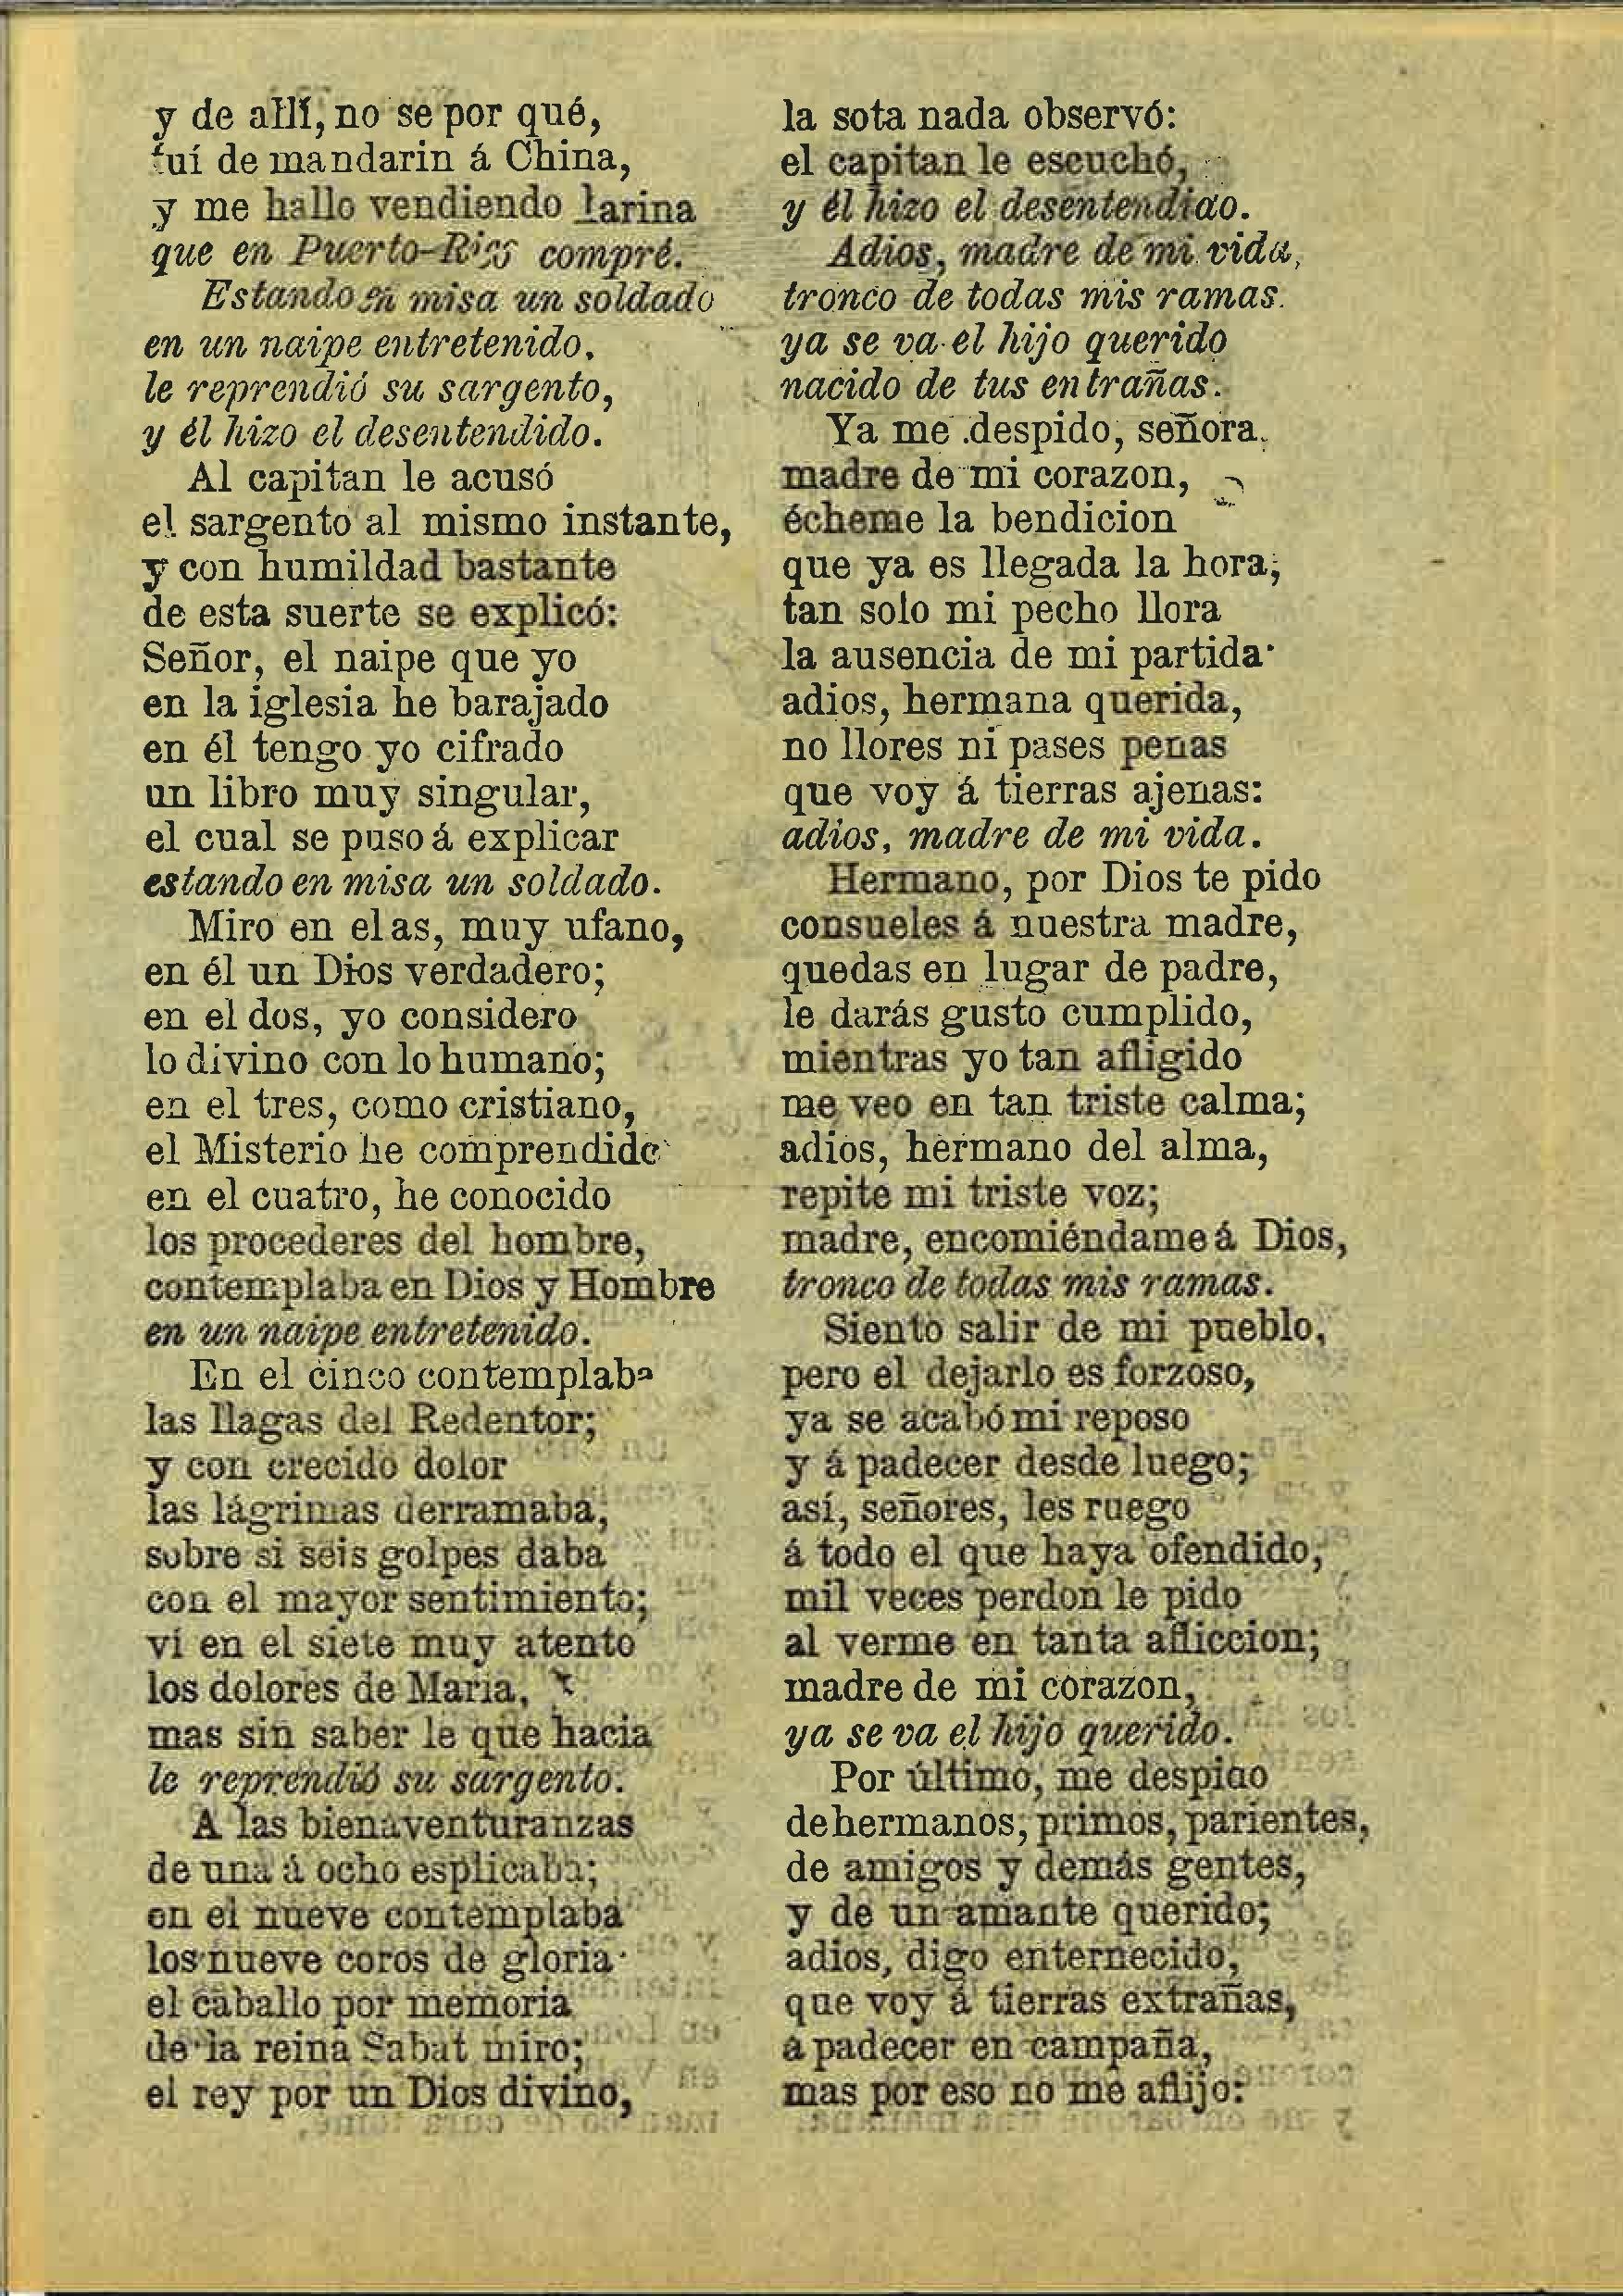 y de allí, no se por qué,
fuí de mandarin á China,
y me hallo vendiendo harina
que en Puerto-Rico compré.
Estando en misa un soldado
en un naipe entretenido,
le reprendió su sargento,
y él hizo el desentendido.
Al capitan le acusó
el sargento al mismo instante,
y con humildad bastante
de esta suerte se explicó:
Señor, el naipe que yo
en la iglesia he barajado
en él tengo yo cifrado
un libro muy singular,
el cual se puso á explicar
estando en misa un soldado.
Miro en el as, muy ufano,
en él un Dios verdadero;
en el dos, yo considero
lo divino con lo humano;
en el tres, como cristiano,
el Misterio he comprendido
en el cuatro, he conocido
los procederes del hombre,
contemplaba en Dios y Hombre
en un naipe entretenido.
En el cinco contemplaba
las llagas del Redentor;
y con crecido dolor
las lágrimas derramaba,
sobre si seis golpes daba
con el mayor sentimiento;
ví en el siete muy atento
los dolores de Maria,
mas sin saber le que hacia
le reprendió su sargento.
A las bienaventuranzas
de una á ocho esplicaba;
en el nueve contemplaba
los nueve coros de gloria
el caballo por memoria
de la reina Sabat miro;
el rey por un Dios divino,
la sota nada observó:
el capitan le escuchó,
y él hizo el desentendido.
Adios, madre de mi vida,
tronco de todas mis ramas.
ya se va el hijo querido
nacido de tus entrañas.
Ya me despido, señora.
madre de mi corazon,
écheme la bendicion
que ya es llegada la hora;
tan solo mi pecho llora
la ausencia de mi partida
adios, hermana querida,
no llores ni pases penas
que voy á tierras ajenas:
adios, madre de mi vida.
Hermano, por Dios te pido
consueles á nuestra madre,
quedas en lugar de padre,
le darás gusto cumplido,
mientras yo tan afligido
me veo en tan triste calma;
adios, hermano del alma,
repite mi triste voz;
madre, encomiéndame á Dios,
tronco de todas mis ramas.
Siento salir de mi pueblo,
pero el dejarlo es forzoso,
ya se acabó mi reposo
y á padecer desde luego;
así, señores, les ruego
á todo el que haya ofendido,
mil veces perdon le pido
al verme en tanta afliccion;
madre de mi corazon,
ya se va el hijo querido.
Por último, me despido
de hermanos, primos, parientes,
de amigos y demás gentes,
y de un amante querido;
adios, digo enternecido,
que voy á tierras extrañas,
a padecer en campaña,
mas por eso no me aflijo: